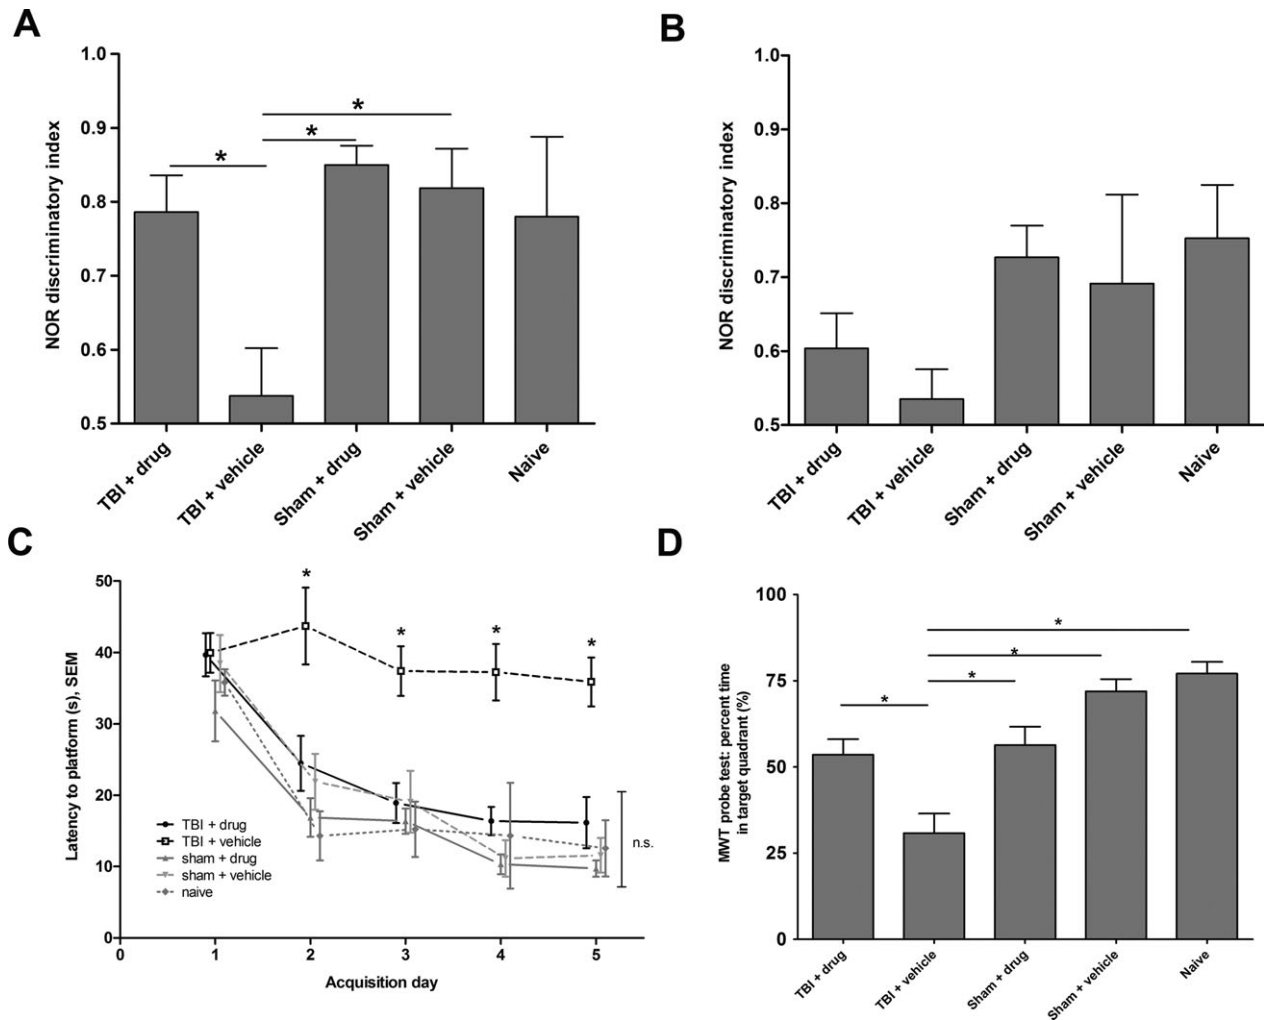 A
NOR discriminatory index
1.0
0.9
0.8
0.7
0.6
0.5
*
*
*
TBI + drug
TBI + vehicle
Sham + drug
Sham + vehicle
Naive
B
NOR discriminatory index
1.0
0.9
0.8
0.7
0.6
0.5
TBI + drug
TBI + vehicle
Sham + drug
Sham + vehicle
Naive
C
Latency to platform (s), SEM
50
40
30
20
10
0
*
*
*
*
TBI + drug
TBI + vehicle
sham + drug
sham + vehicle
naive
n.s.
0
1
2
3
4
5
Acquisition day
D
MWT probe test: percent time
in target quadrant (%)
100
75
50
25
0
*
*
*
*
TBI + drug
TBI + vehicle
Sham + drug
Sham + vehicle
Naive